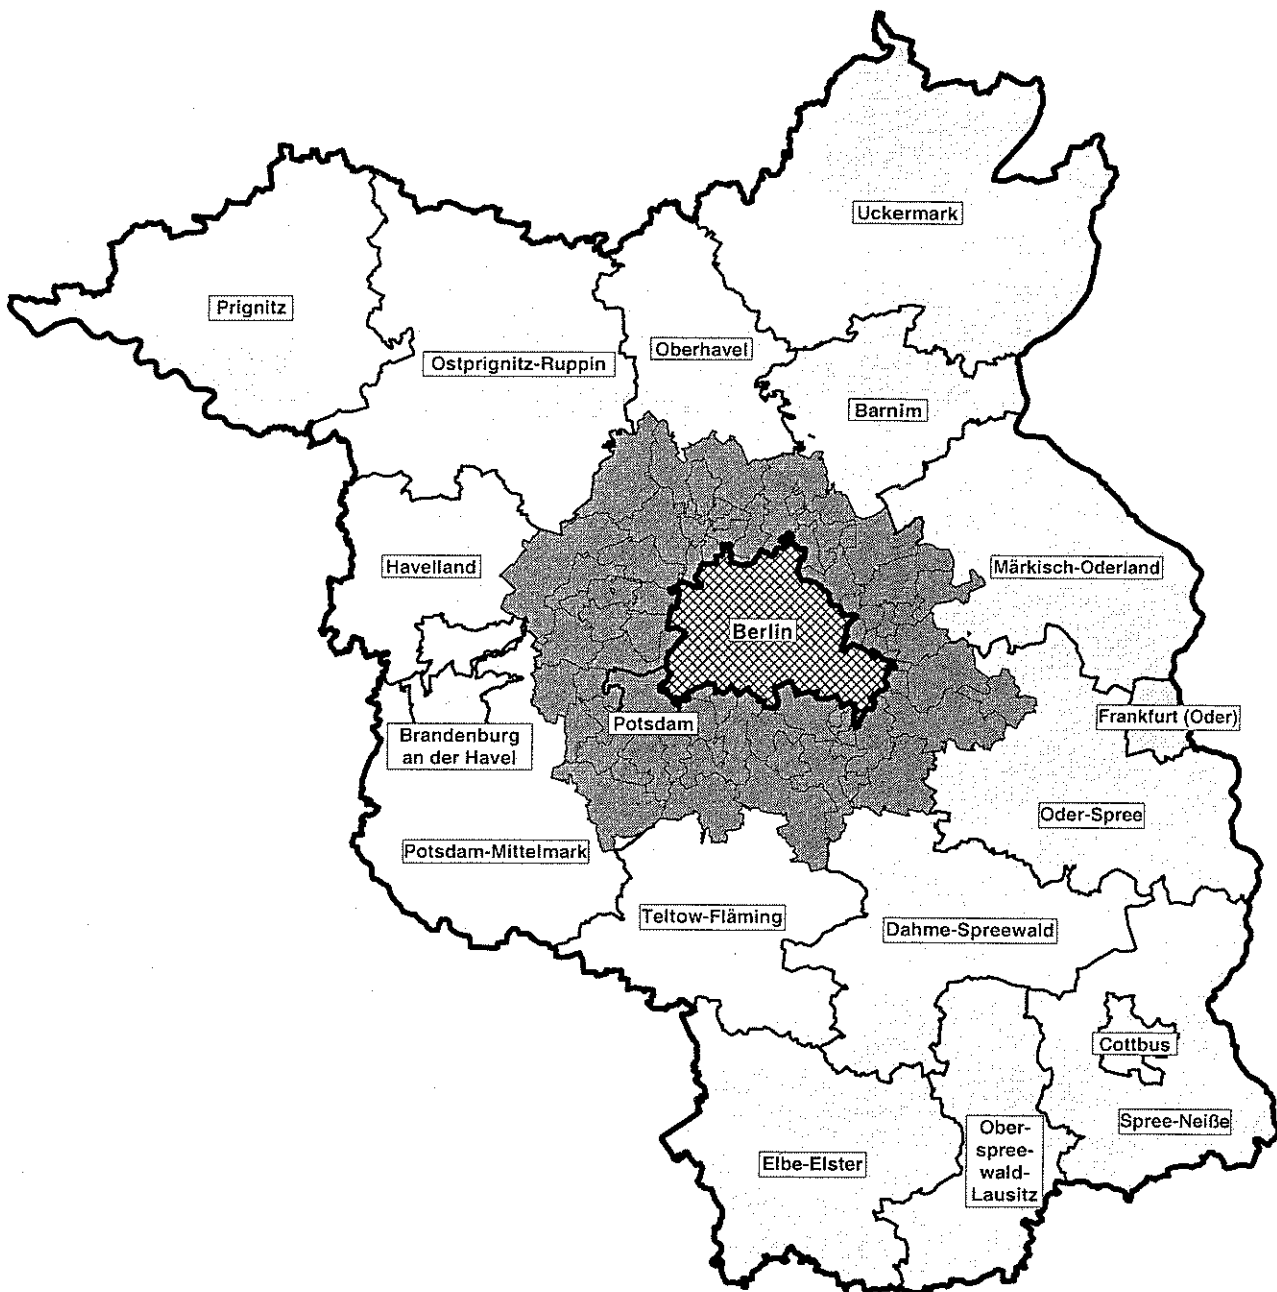 Uckermark
Prignitz
Oberhavel
Ostprignitz-Ruppin
Barnim
Havelland
Märkisch-Oderland
Berlin
Potsdam
Frankfurt (Oder)
Brandenburg
an der Havel
Oder-Spree
Potsdam-Mittelmark
Teltow-Fläming
Dahme-Spreewald
Cottbus
Spree-Neiße
Ober-
spree-
wald-
Lausitz
Elbe-Elster